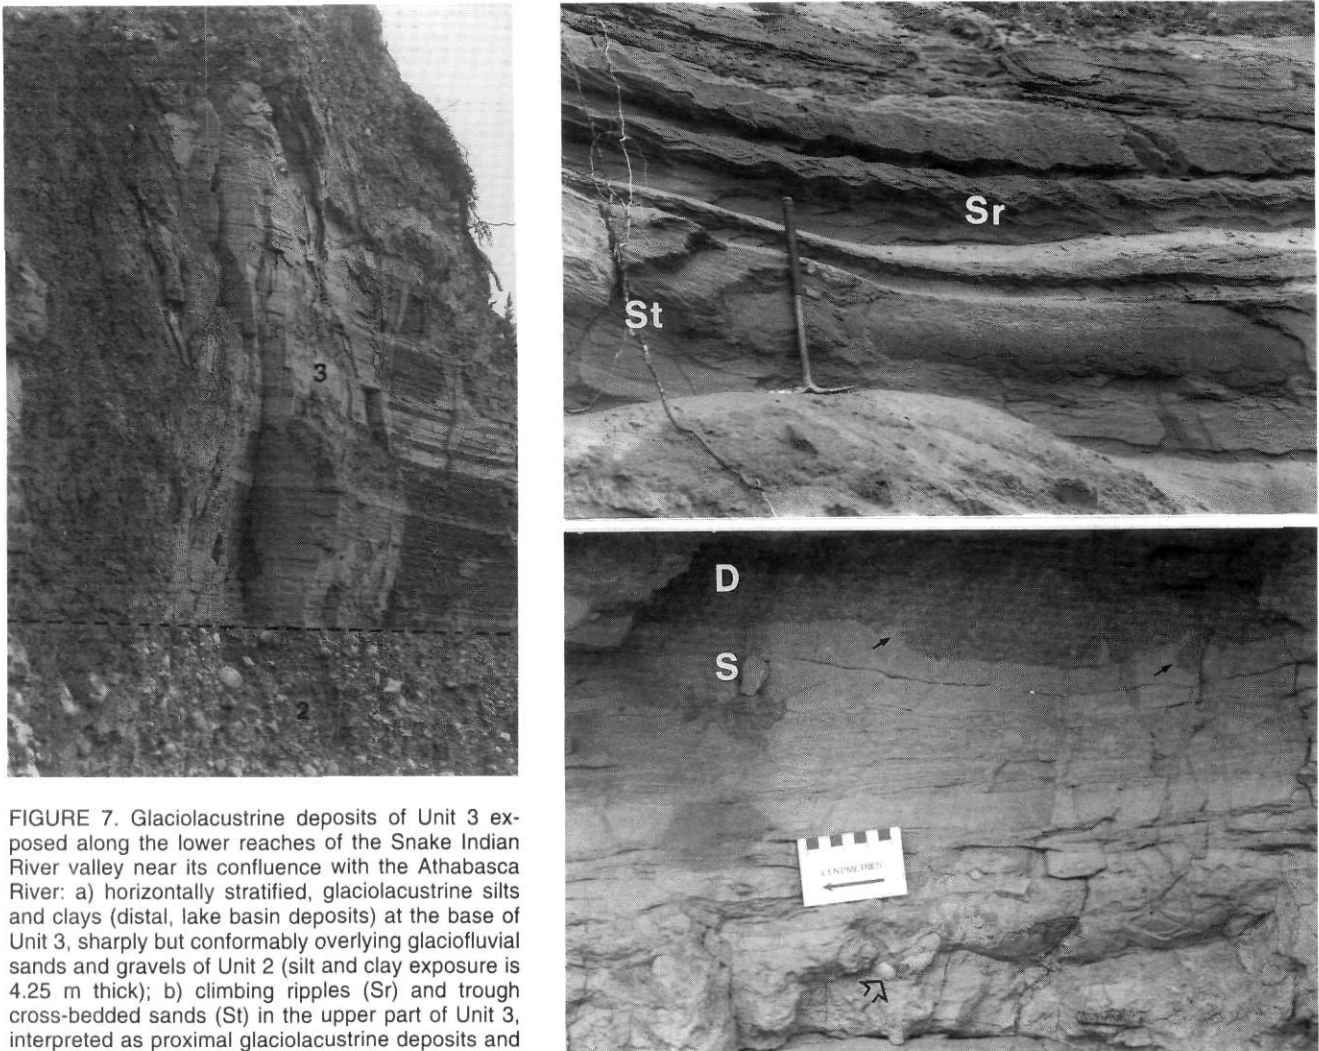 3
2
Sr
St
D
S
CENTIMETRES
FIGURE 7. Glaciolacustrine deposits of Unit 3 ex-
posed along the lower reaches of the Snake Indian
River valley near its confluence with the Athabasca
River: a) horizontally stratified, glaciolacustrine silts
and clays (distal, lake basin deposits) at the base of
Unit 3, sharply but conformably overlying glaciofluvial
sands and gravels of Unit 2 (silt and clay exposure is
4.25 m thick); b) climbing ripples (Sr) and trough
cross-bedded sands (St) in the upper part of Unit 3,
interpreted as proximal glaciolacustrine deposits and